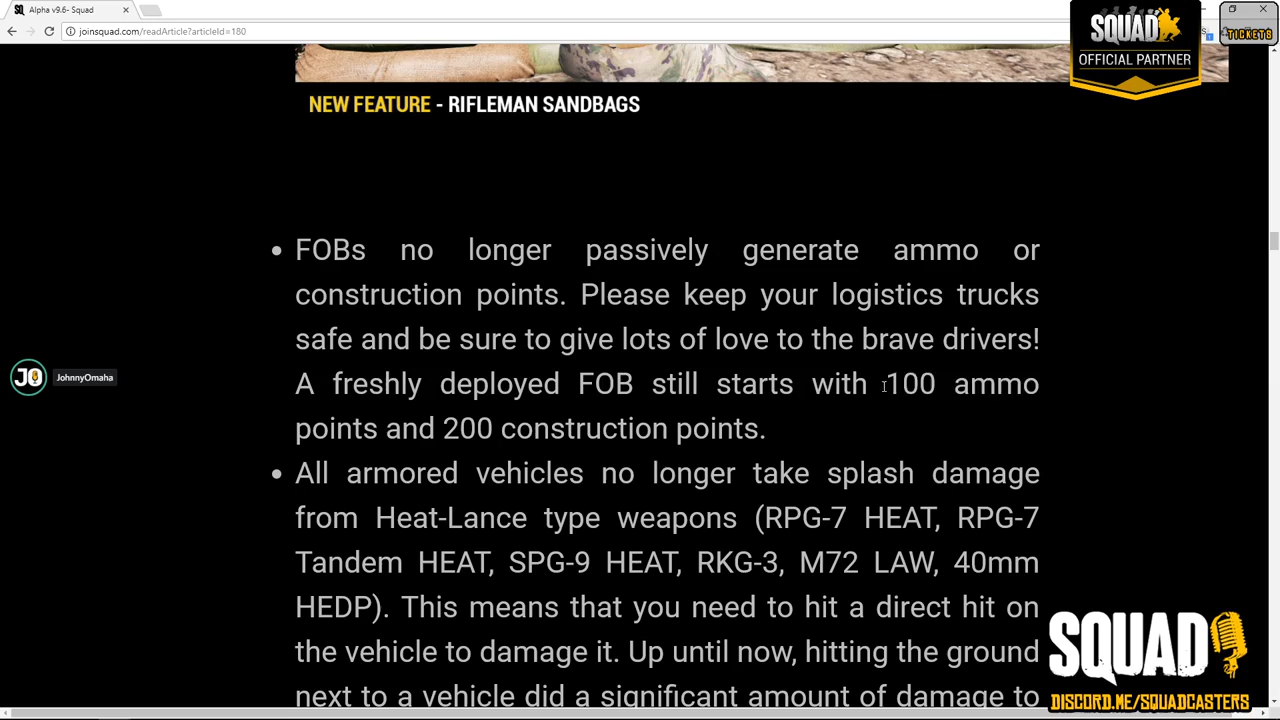 Alpha v9.6- Squad
joinsquad.com/readArticle?articleId=180
SQUAD
OFFICIAL PARTNER
TICKETS
NEW FEATURE - RIFLEMAN SANDBAGS
FOBs no longer passively generate ammo or
construction points. Please keep your logistics trucks
safe and be sure to give lots of love to the brave drivers!
A freshly deployed FOB still starts with 100 ammo
points and 200 construction points.
JO JohnnyOmaha
All armored vehicles no longer take splash damage
from Heat-Lance type weapons (RPG-7 HEAT, RPG-7
Tandem HEAT, SPG-9 HEAT, RKG-3, M72 LAW, 40mm
HEDP). This means that you need to hit a direct hit on
the vehicle to damage it. Up until now, hitting the ground
next to a vehicle did a significant amount of damage to
SQUAD
DISCORD.ME/SQUADCASTERS